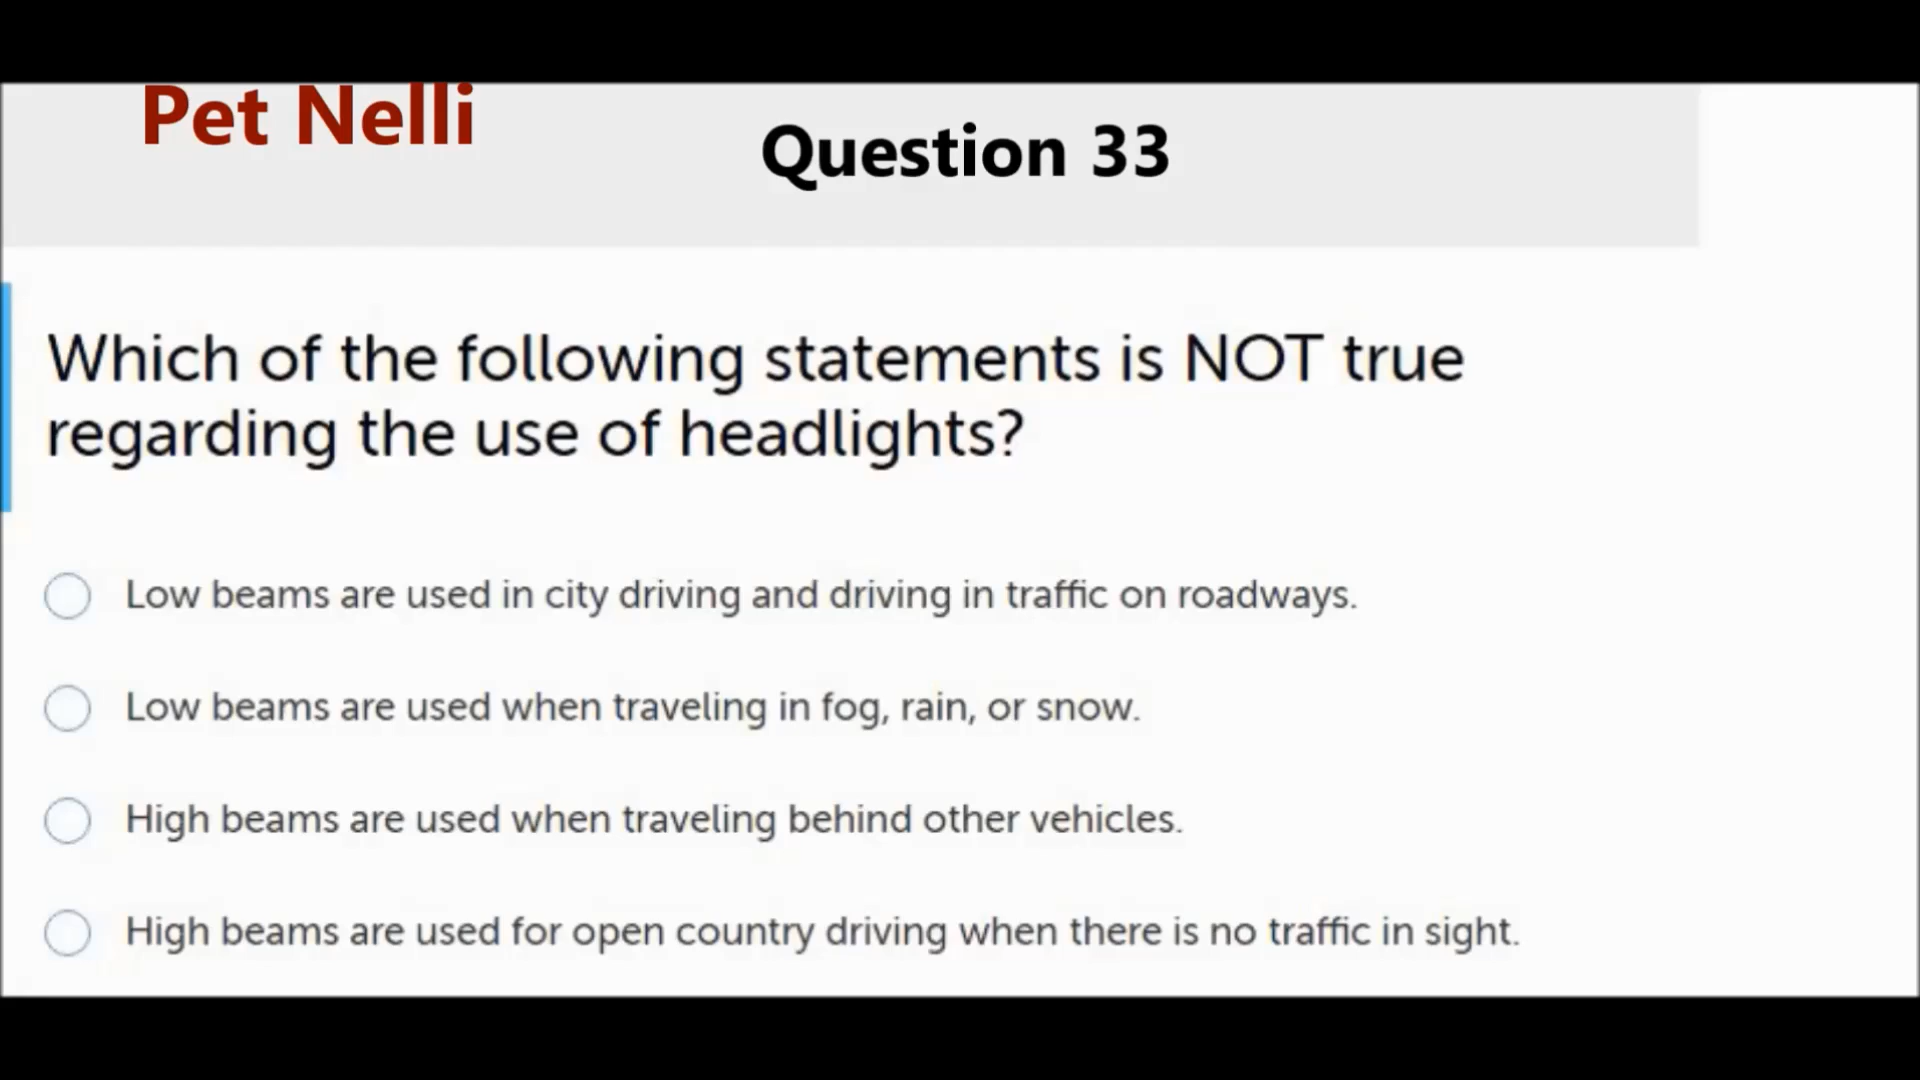 Pet Nelli
Question 33
Which of the following statements is NOT true
regarding the use of headlights?
Low beams are used in city driving and driving in traffic on roadways.
Low beams are used when traveling in fog, rain, or snow.
High beams are used when traveling behind other vehicles.
High beams are used for open country driving when there is no traffic in sight.